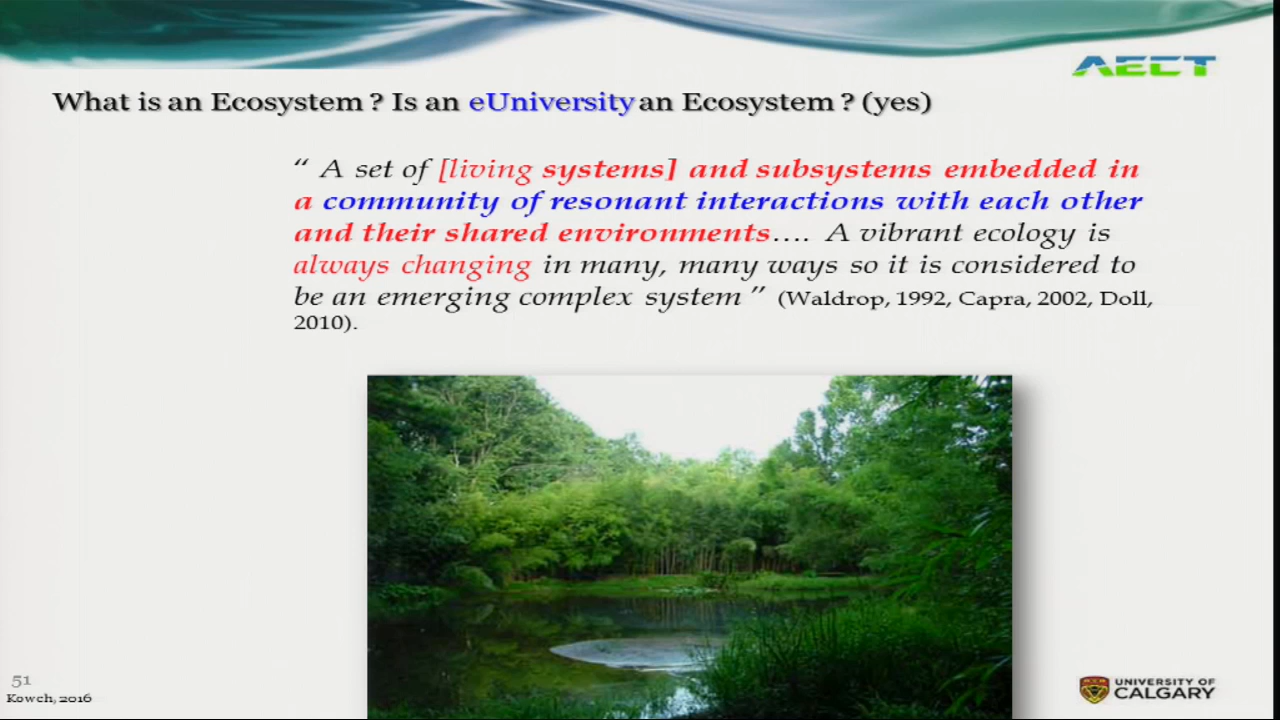 AECT
What is an Ecosystem ? Is an eUniversity an Ecosystem ? (yes)
“ A set of [living systems] and subsystems embedded in
a community of resonant interactions with each other
and their shared environments…. A vibrant ecology is
always changing in many, many ways so it is considered to
be an emerging complex system ” (Waldrop, 1992, Capra, 2002, Doll,
2010).
51
Kowch, 2016
UNIVERSITY OF
CALGARY